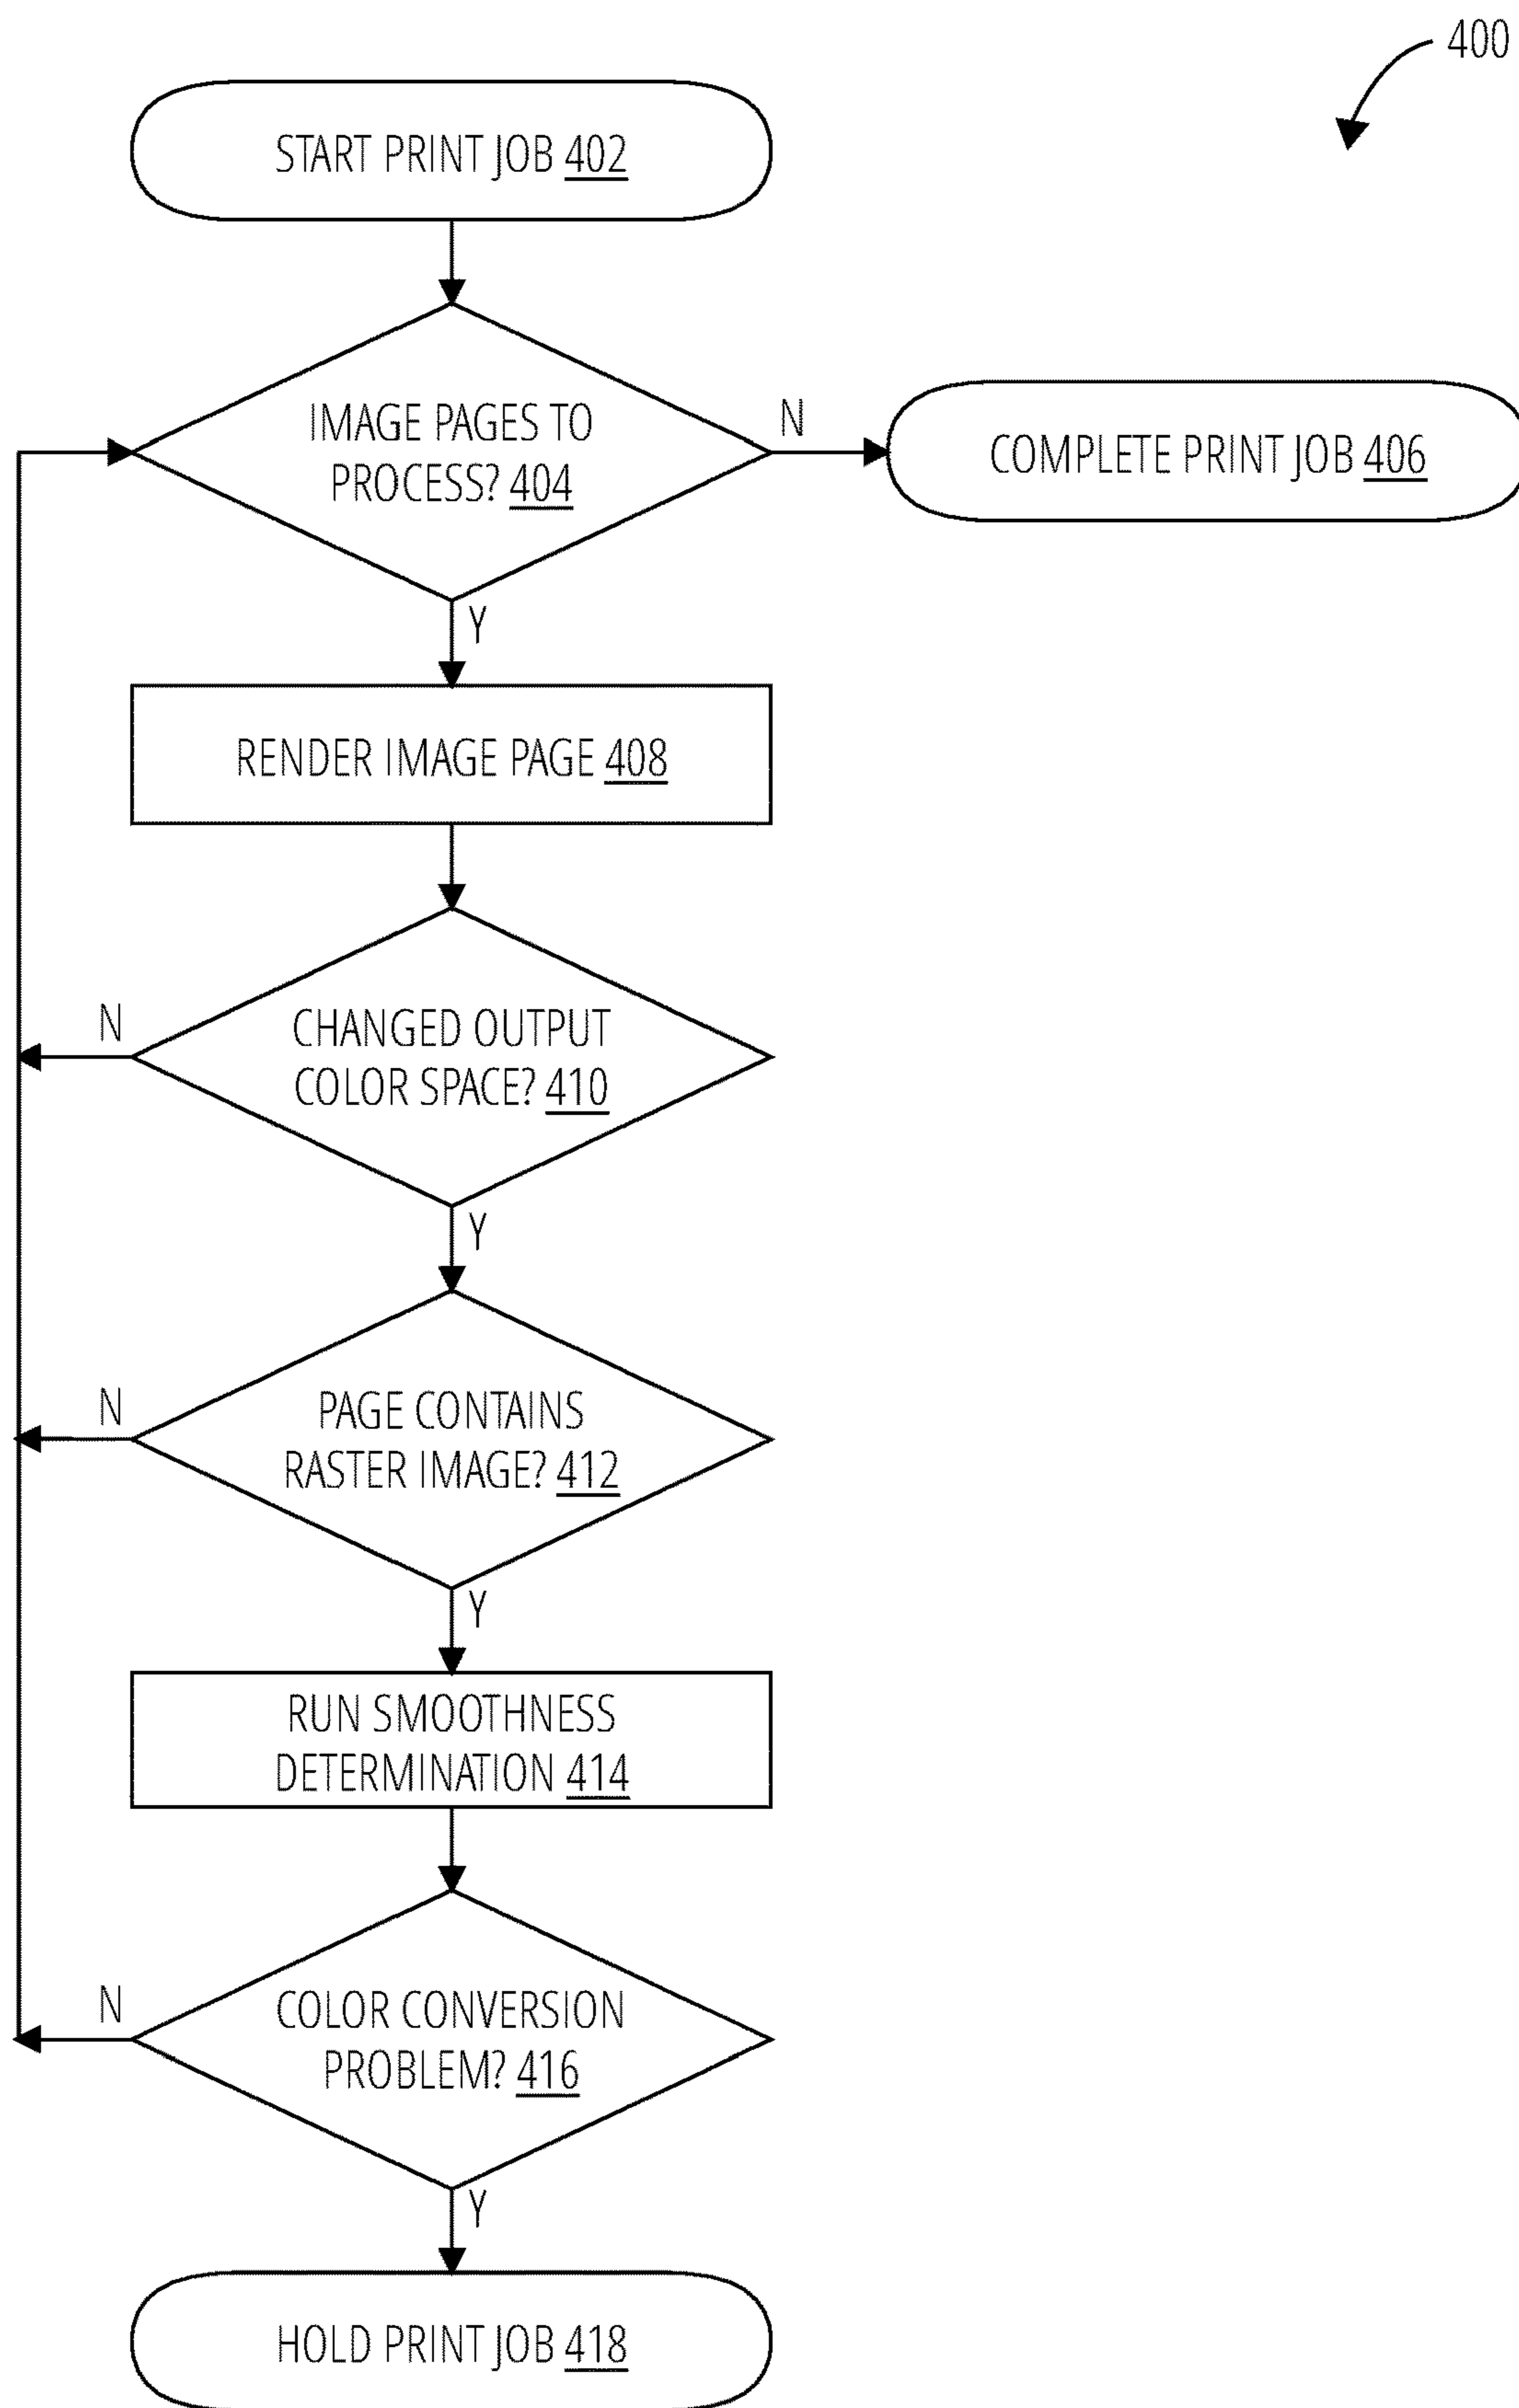 400
START PRINT JOB 402
IMAGE PAGES TO
PROCESS? 404
N
COMPLETE PRINT JOB 406
Y
RENDER IMAGE PAGE 408
N
CHANGED OUTPUT
COLOR SPACE? 410
Y
N
PAGE CONTAINS
RASTER IMAGE? 412
Y
RUN SMOOTHNESS
DETERMINATION 414
N
COLOR CONVERSION
PROBLEM? 416
Y
HOLD PRINT JOB 418